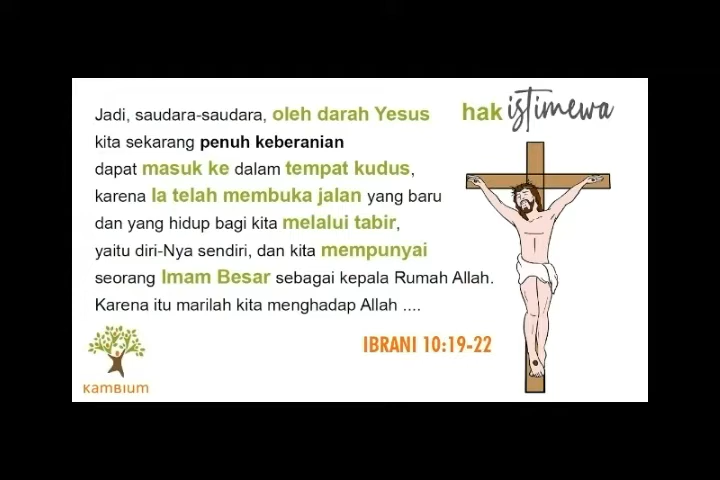 hak istimewa
Jadi, saudara-saudara, oleh darah Yesus
kita sekarang penuh keberanian
dapat masuk ke dalam tempat kudus,
karena Ia telah membuka jalan yang baru
dan yang hidup bagi kita melalui tabir,
yaitu diri-Nya sendiri, dan kita mempunyai
seorang Imam Besar sebagai kepala Rumah Allah.
Karena itu marilah kita menghadap Allah ....
IBRANI 10:19-22
KAMBIUM